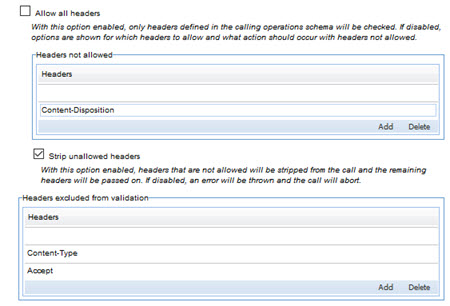 Allow all headers
With this option enabled, only headers defined in the calling operations schema will be checked. If disabled,
options are shown for which headers to allow and what action should occur with headers not allowed.
Headers not allowed
Headers
Content-Disposition
Add Delete
Strip unallowed headers
With this option enabled, headers that are not allowed will be stripped from the call and the remaining
headers will be passed on. If disabled, an error will be thrown and the call will abort.
Headers excluded from validation
Headers
Content-Type
Accept
Add Delete